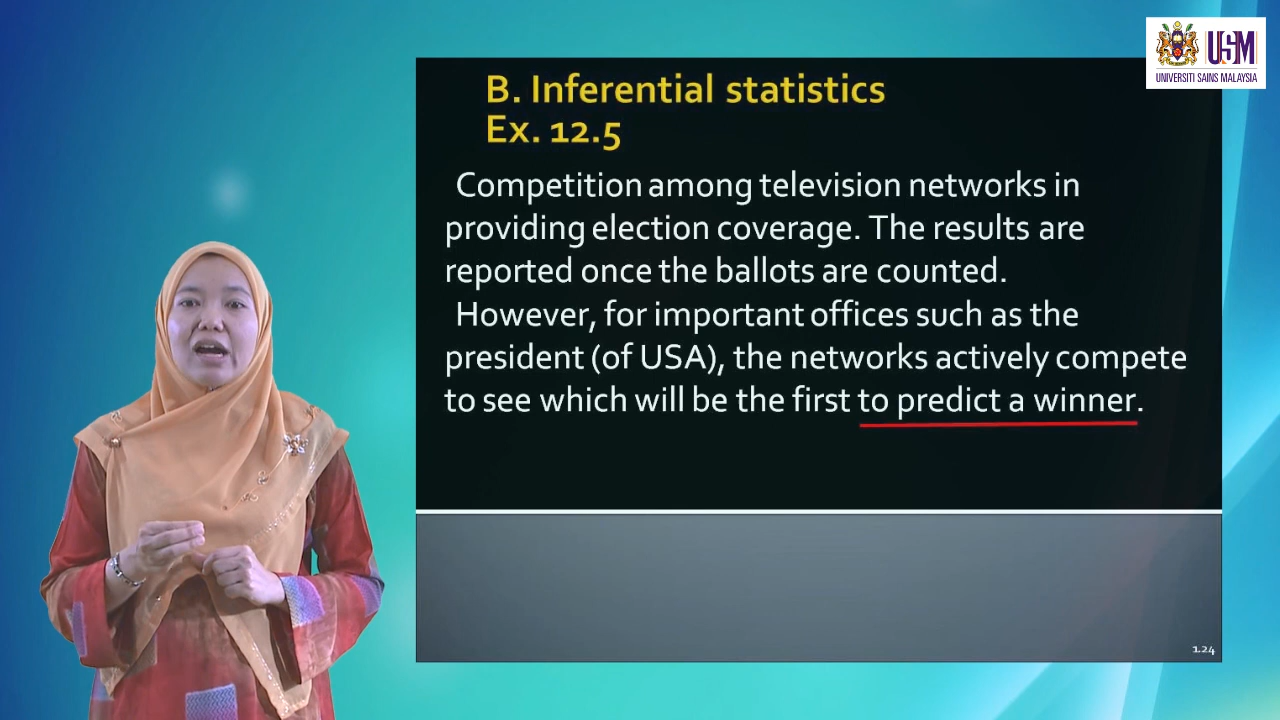 USM
UNIVERSITI SAINS MALAYSIA
B. Inferential statistics
Ex. 12.5
Competition among television networks in
providing election coverage. The results are
reported once the ballots are counted.
However, for important offices such as the
president (of USA), the networks actively compete
to see which will be the first to predict a winner.
1.24